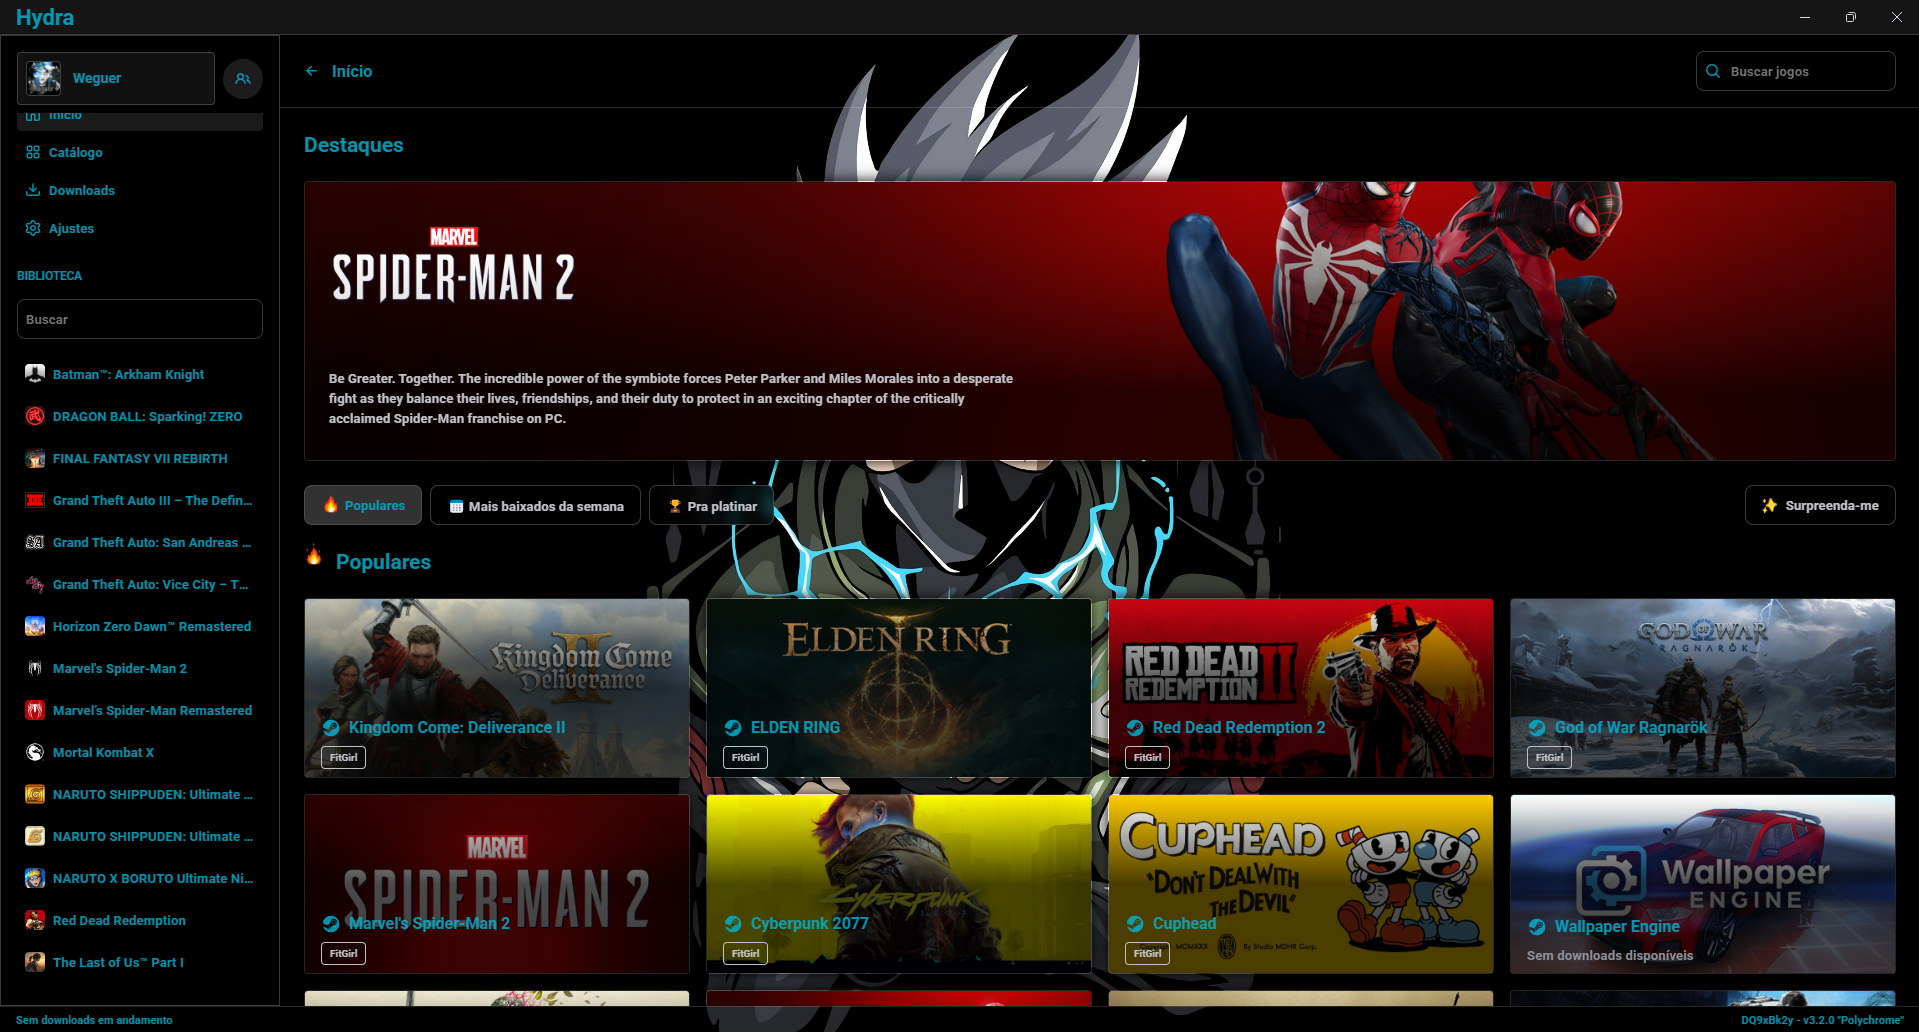 Hydra
Weguer
Início
Catálogo
Downloads
Ajustes
BIBLIOTECA
Buscar
Batman™: Arkham Knight
DRAGON BALL: Sparking! ZERO
FINAL FANTASY VII REBIRTH
Grand Theft Auto III – The Defin...
Grand Theft Auto: San Andreas ...
Grand Theft Auto: Vice City – T...
Horizon Zero Dawn™ Remastered
Marvel's Spider-Man 2
Marvel's Spider-Man Remastered
Mortal Kombat X
NARUTO SHIPPUDEN: Ultimate ...
NARUTO SHIPPUDEN: Ultimate ...
NARUTO X BORUTO Ultimate Ni...
Red Dead Redemption
The Last of Us™ Part I
Início
Buscar jogos
Destaques
MARVEL
SPIDER-MAN 2
Be Greater. Together. The incredible power of the symbiote forces Peter Parker and Miles Morales into a desperate
fight as they balance their lives, friendships, and their duty to protect in an exciting chapter of the critically
acclaimed Spider-Man franchise on PC.
Populares
Mais baixados da semana
Pra platinar
Surpreenda-me
Populares
Kingdom Come
II
Deliverance
Kingdom Come: Deliverance II
FitGirl
ELDEN RING
ELDEN RING
FitGirl
RED DEAD
REDEMPTION II
Red Dead Redemption 2
FitGirl
GOD OF WAR
RAGNARÖK
God of War Ragnarök
FitGirl
MARVEL
SPIDER-MAN 2
Marvel's Spider-Man 2
FitGirl
CYBERPUNK
Cyberpunk 2077
FitGirl
CUPHEAD
"DON'T DEAL WITH
THE DEVIL"
Cuphead
MCMXXX
By Studio MDHR Corp.
FitGirl
Wallpaper
ENGINE
Wallpaper Engine
Sem downloads disponíveis
Sem downloads em andamento
DQ9xBk2y - v3.2.0 "Polychrome"